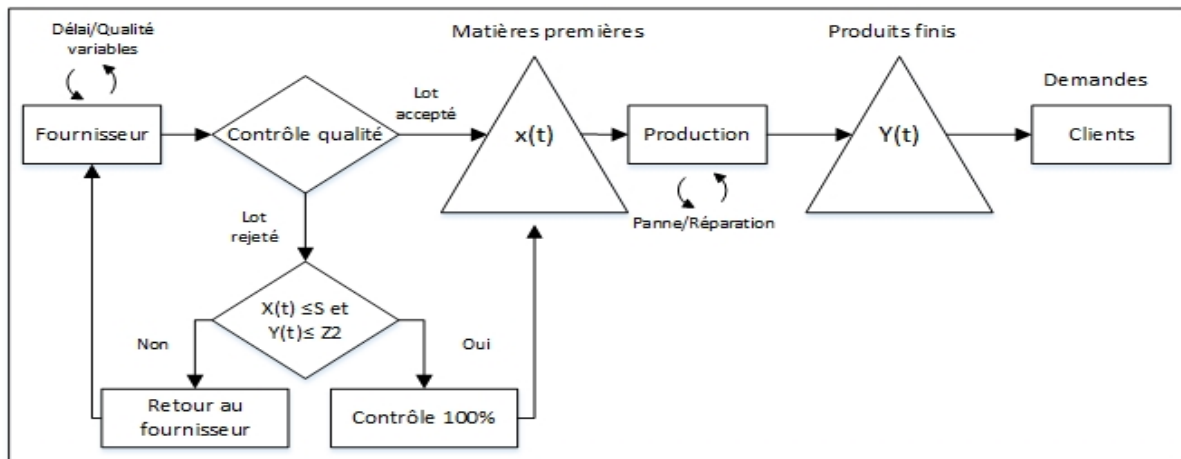 Délai/Qualité
variables
Fournisseur
Contrôle qualité
Lot
accepté
Matières premières
x(t)
Production
Panne/Réparation
Produits finis
Y(t)
Demandes
Clients
Lot
rejeté
X(t) ≤S et
Y(t)≤ Z2
Non
Oui
Retour au
fournisseur
Contrôle 100%